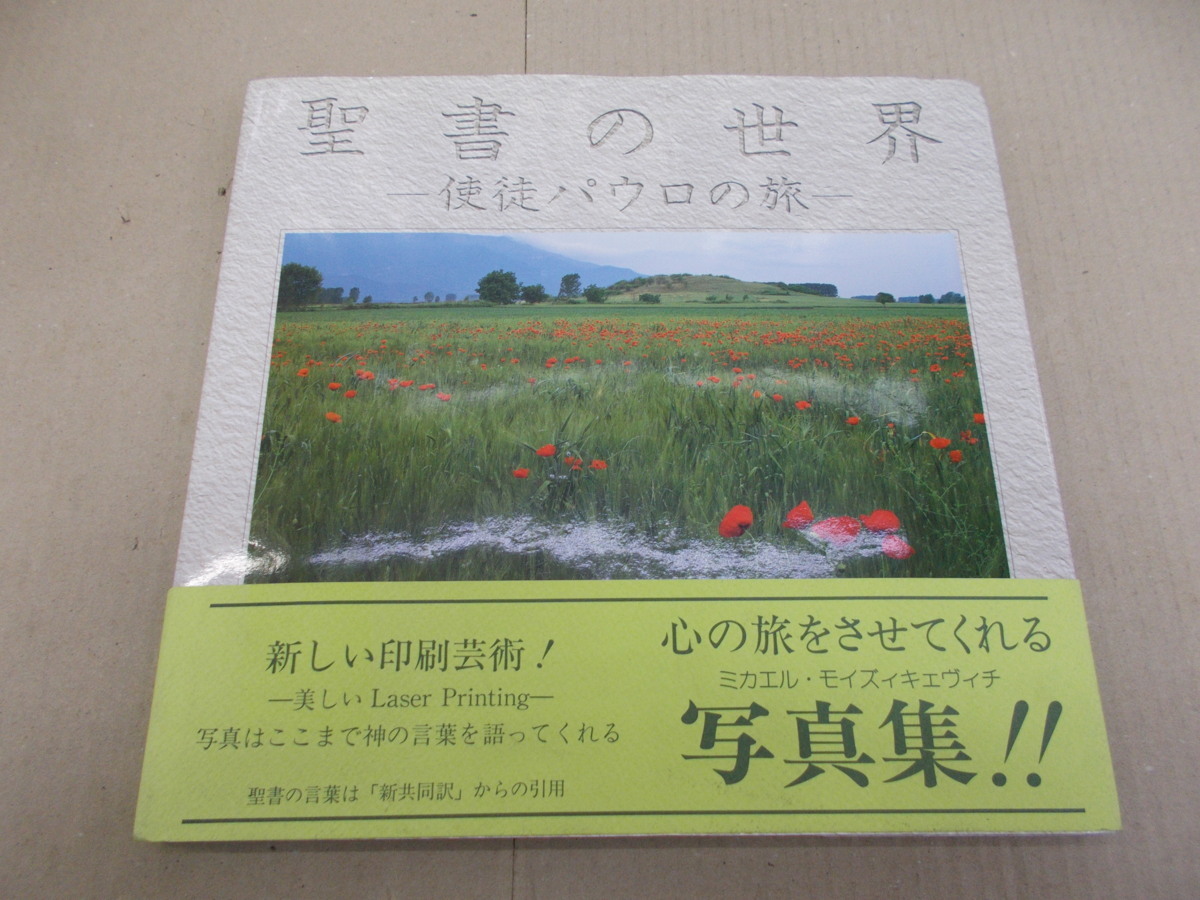 聖書の世界
―使徒パウロの旅―
新しい印刷芸術！
―美しい Laser Printing―
写真はここまで神の言葉を語ってくれる
聖書の言葉は「新共同訳」からの引用
心の旅をさせてくれる
ミカエル・モイズィキェヴィチ
写真集!!